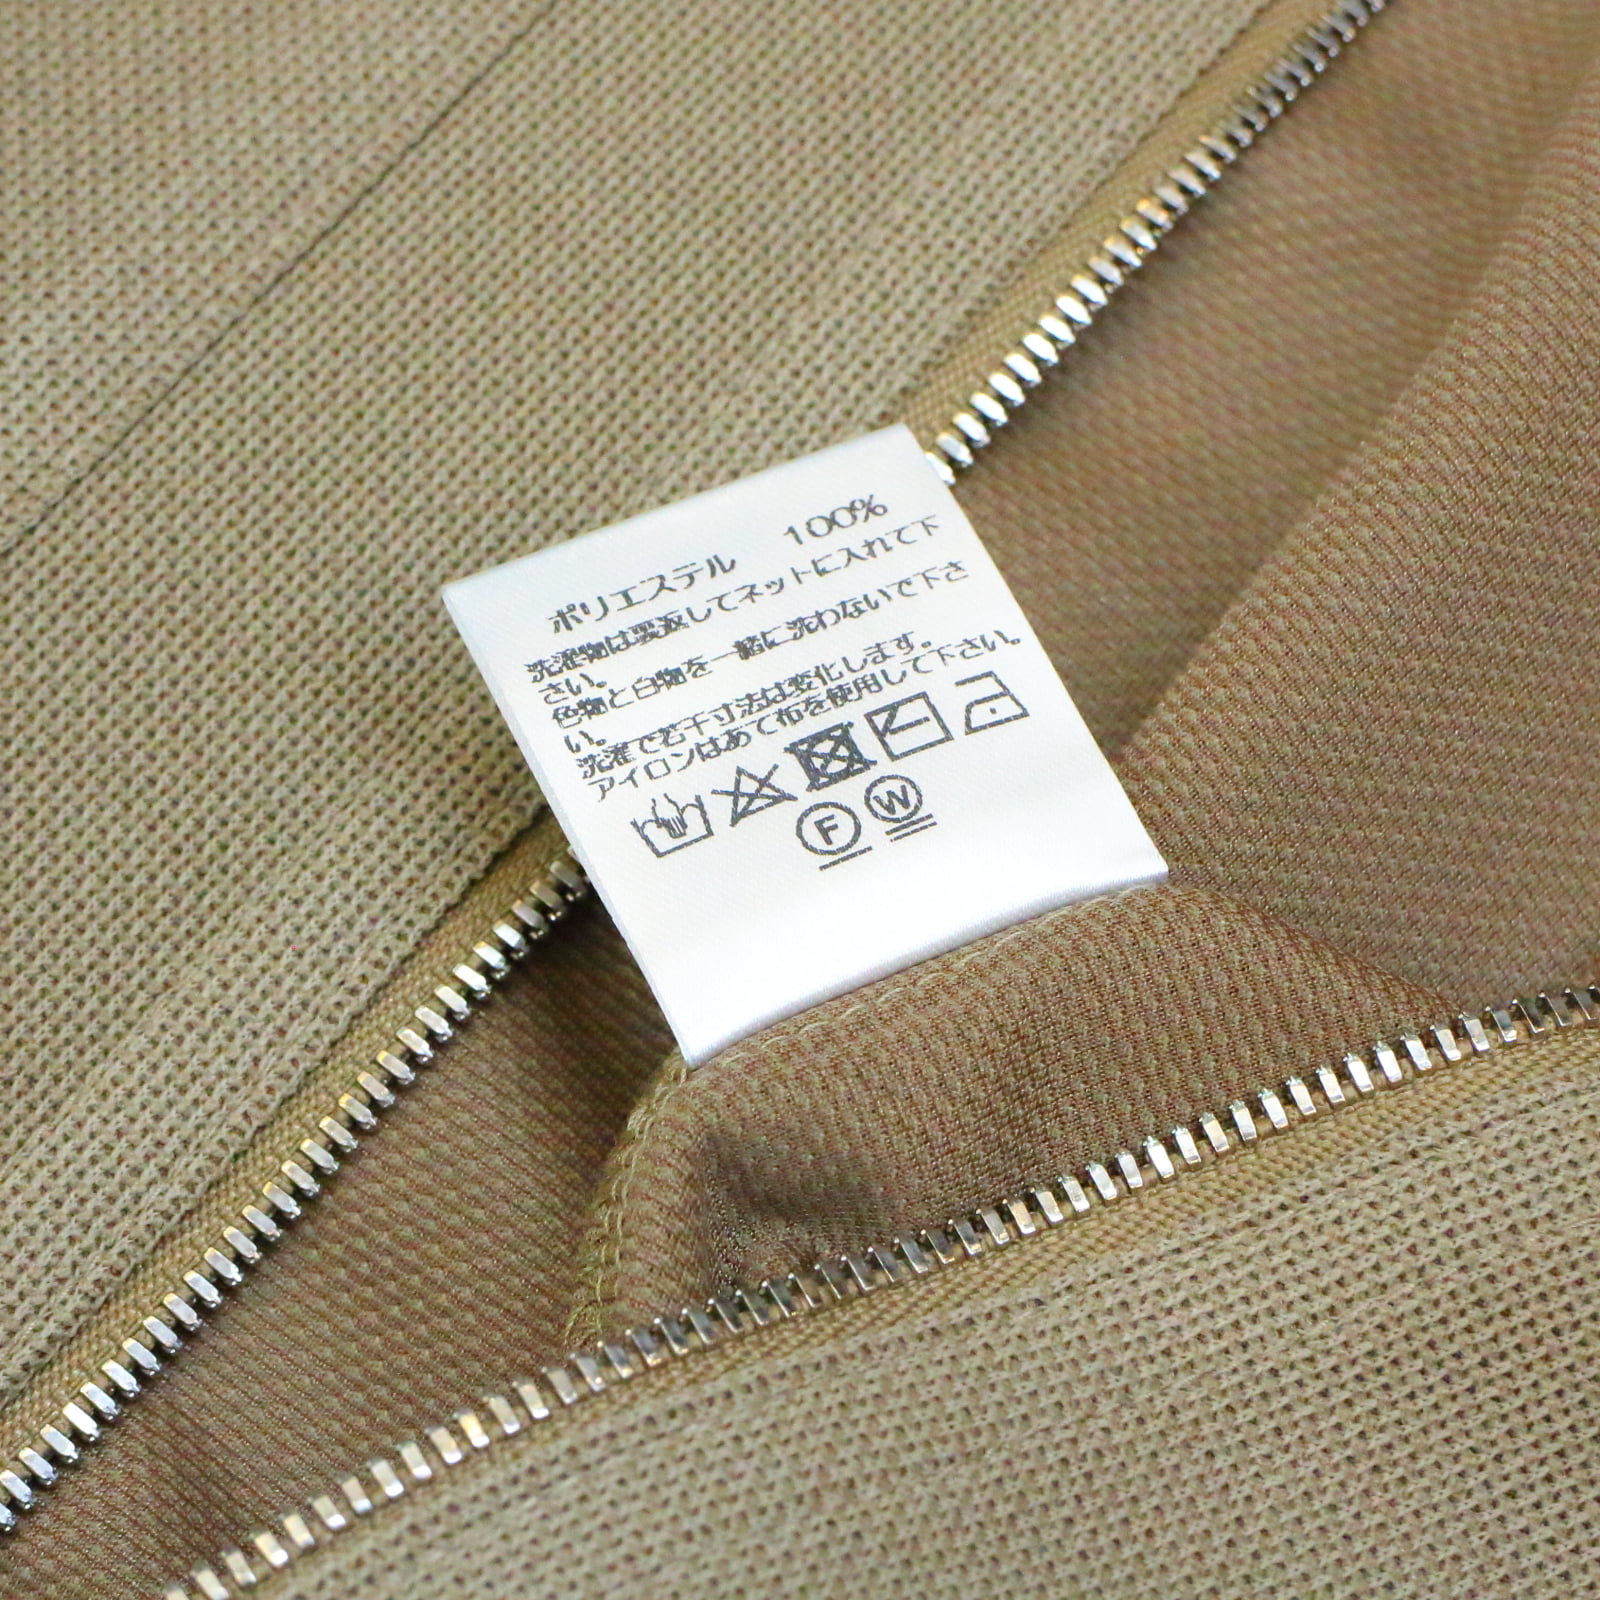 ポリエステル 100%
洗濯物は裏返してネットに入れて下
さい。
色物と白物を一緒に洗わないで下さ
い。
洗濯で若干寸法は変化します。
アイロンはあて布を使用して下さい。
F W